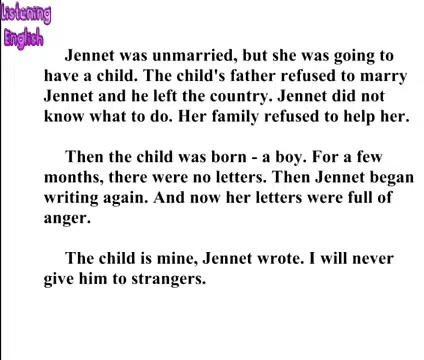 Listening
English
Jennet was unmarried, but she was going to
have a child. The child's father refused to marry
Jennet and he left the country. Jennet did not
know what to do. Her family refused to help her.
Then the child was born - a boy. For a few
months, there were no letters. Then Jennet began
writing again. And now her letters were full of
anger.
The child is mine, Jennet wrote. I will never
give him to strangers.